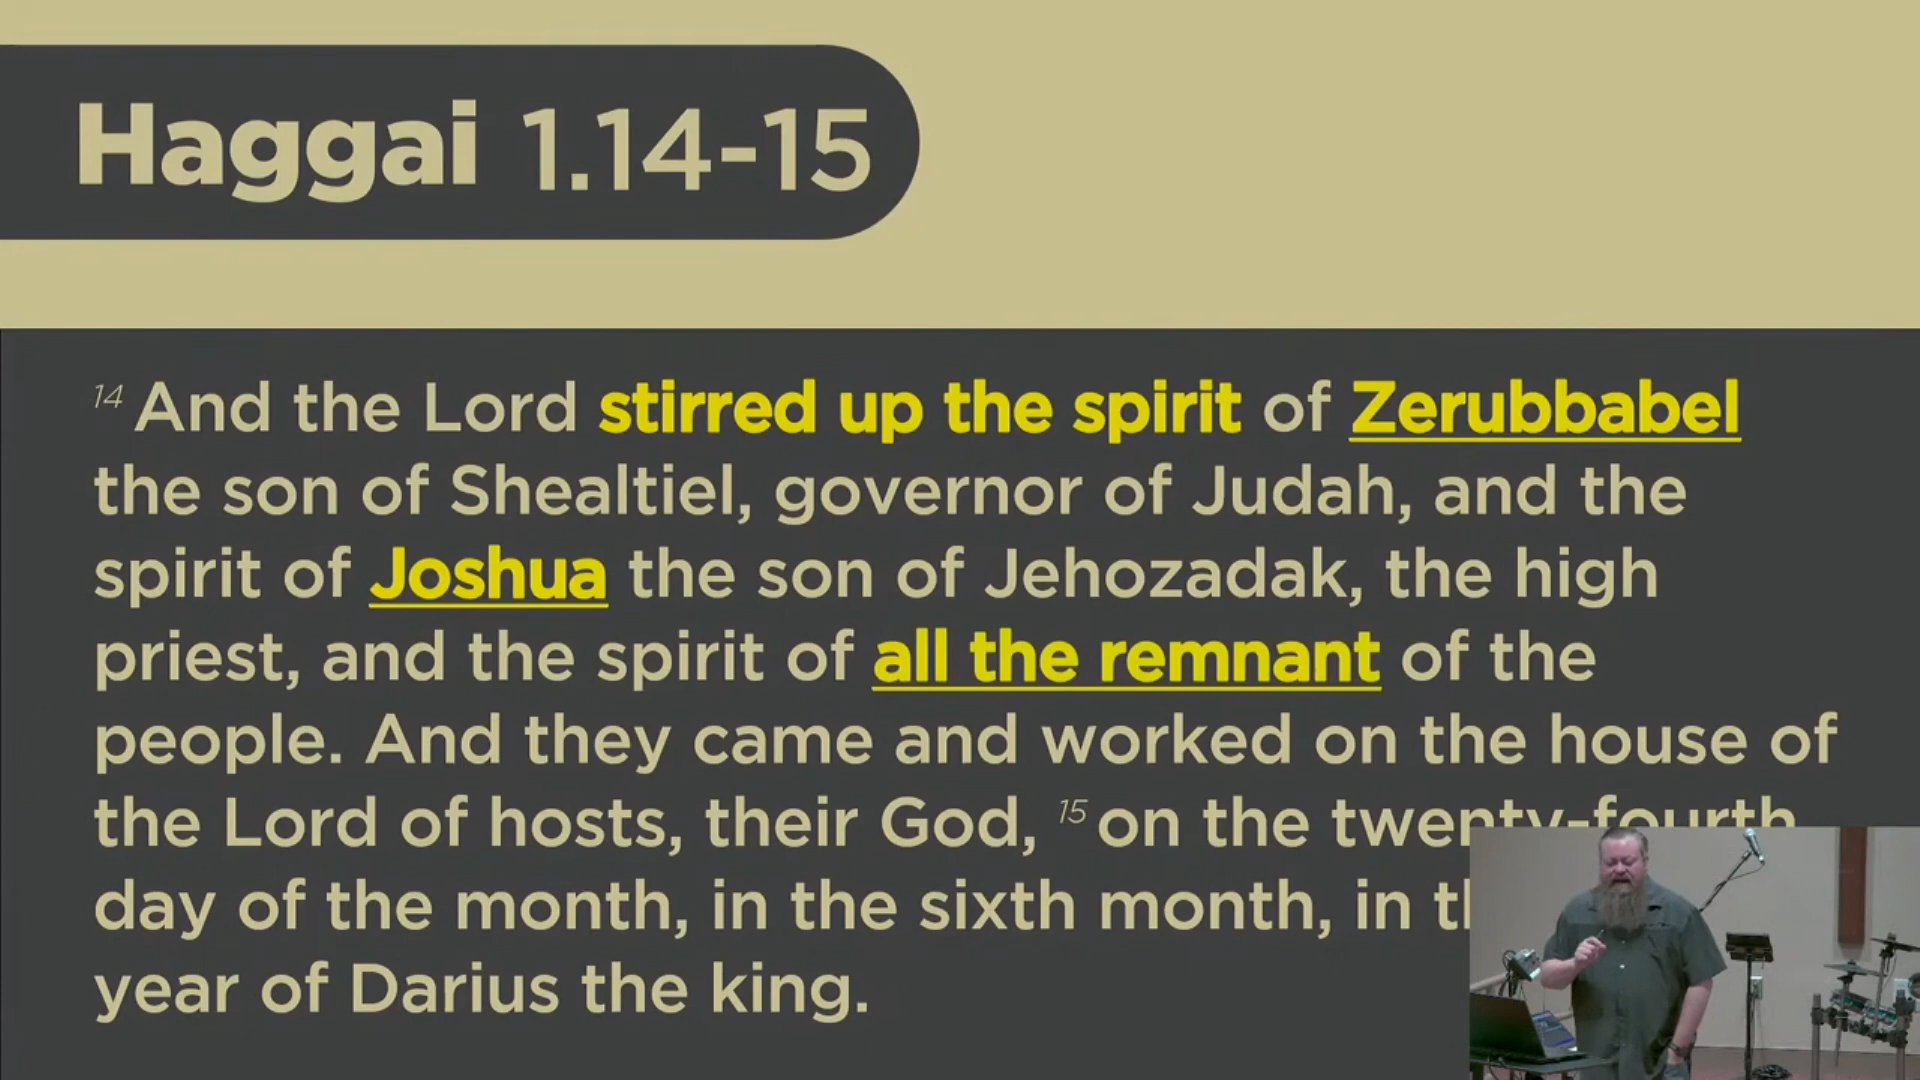 Haggai 1.14-15
14 And the Lord stirred up the spirit of Zerubbabel
the son of Shealtiel, governor of Judah, and the
spirit of Joshua the son of Jehozadak, the high
priest, and the spirit of all the remnant of the
people. And they came and worked on the house of
the Lord of hosts, their God, 15 on the twenty-fourth
day of the month, in the sixth month, in
year of Darius the king.